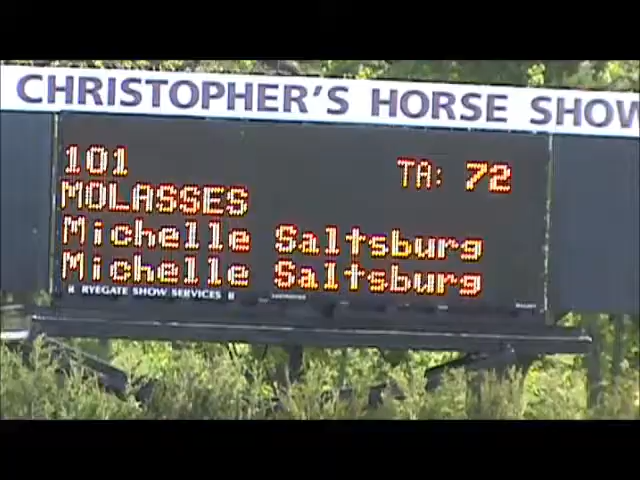 CHRISTOPHER'S HORSE SHOW
101 TA: 72
MOLASSES
Michelle Saltsburg
Michelle Saltsburg
R RYEGATE SHOW SERVICES R